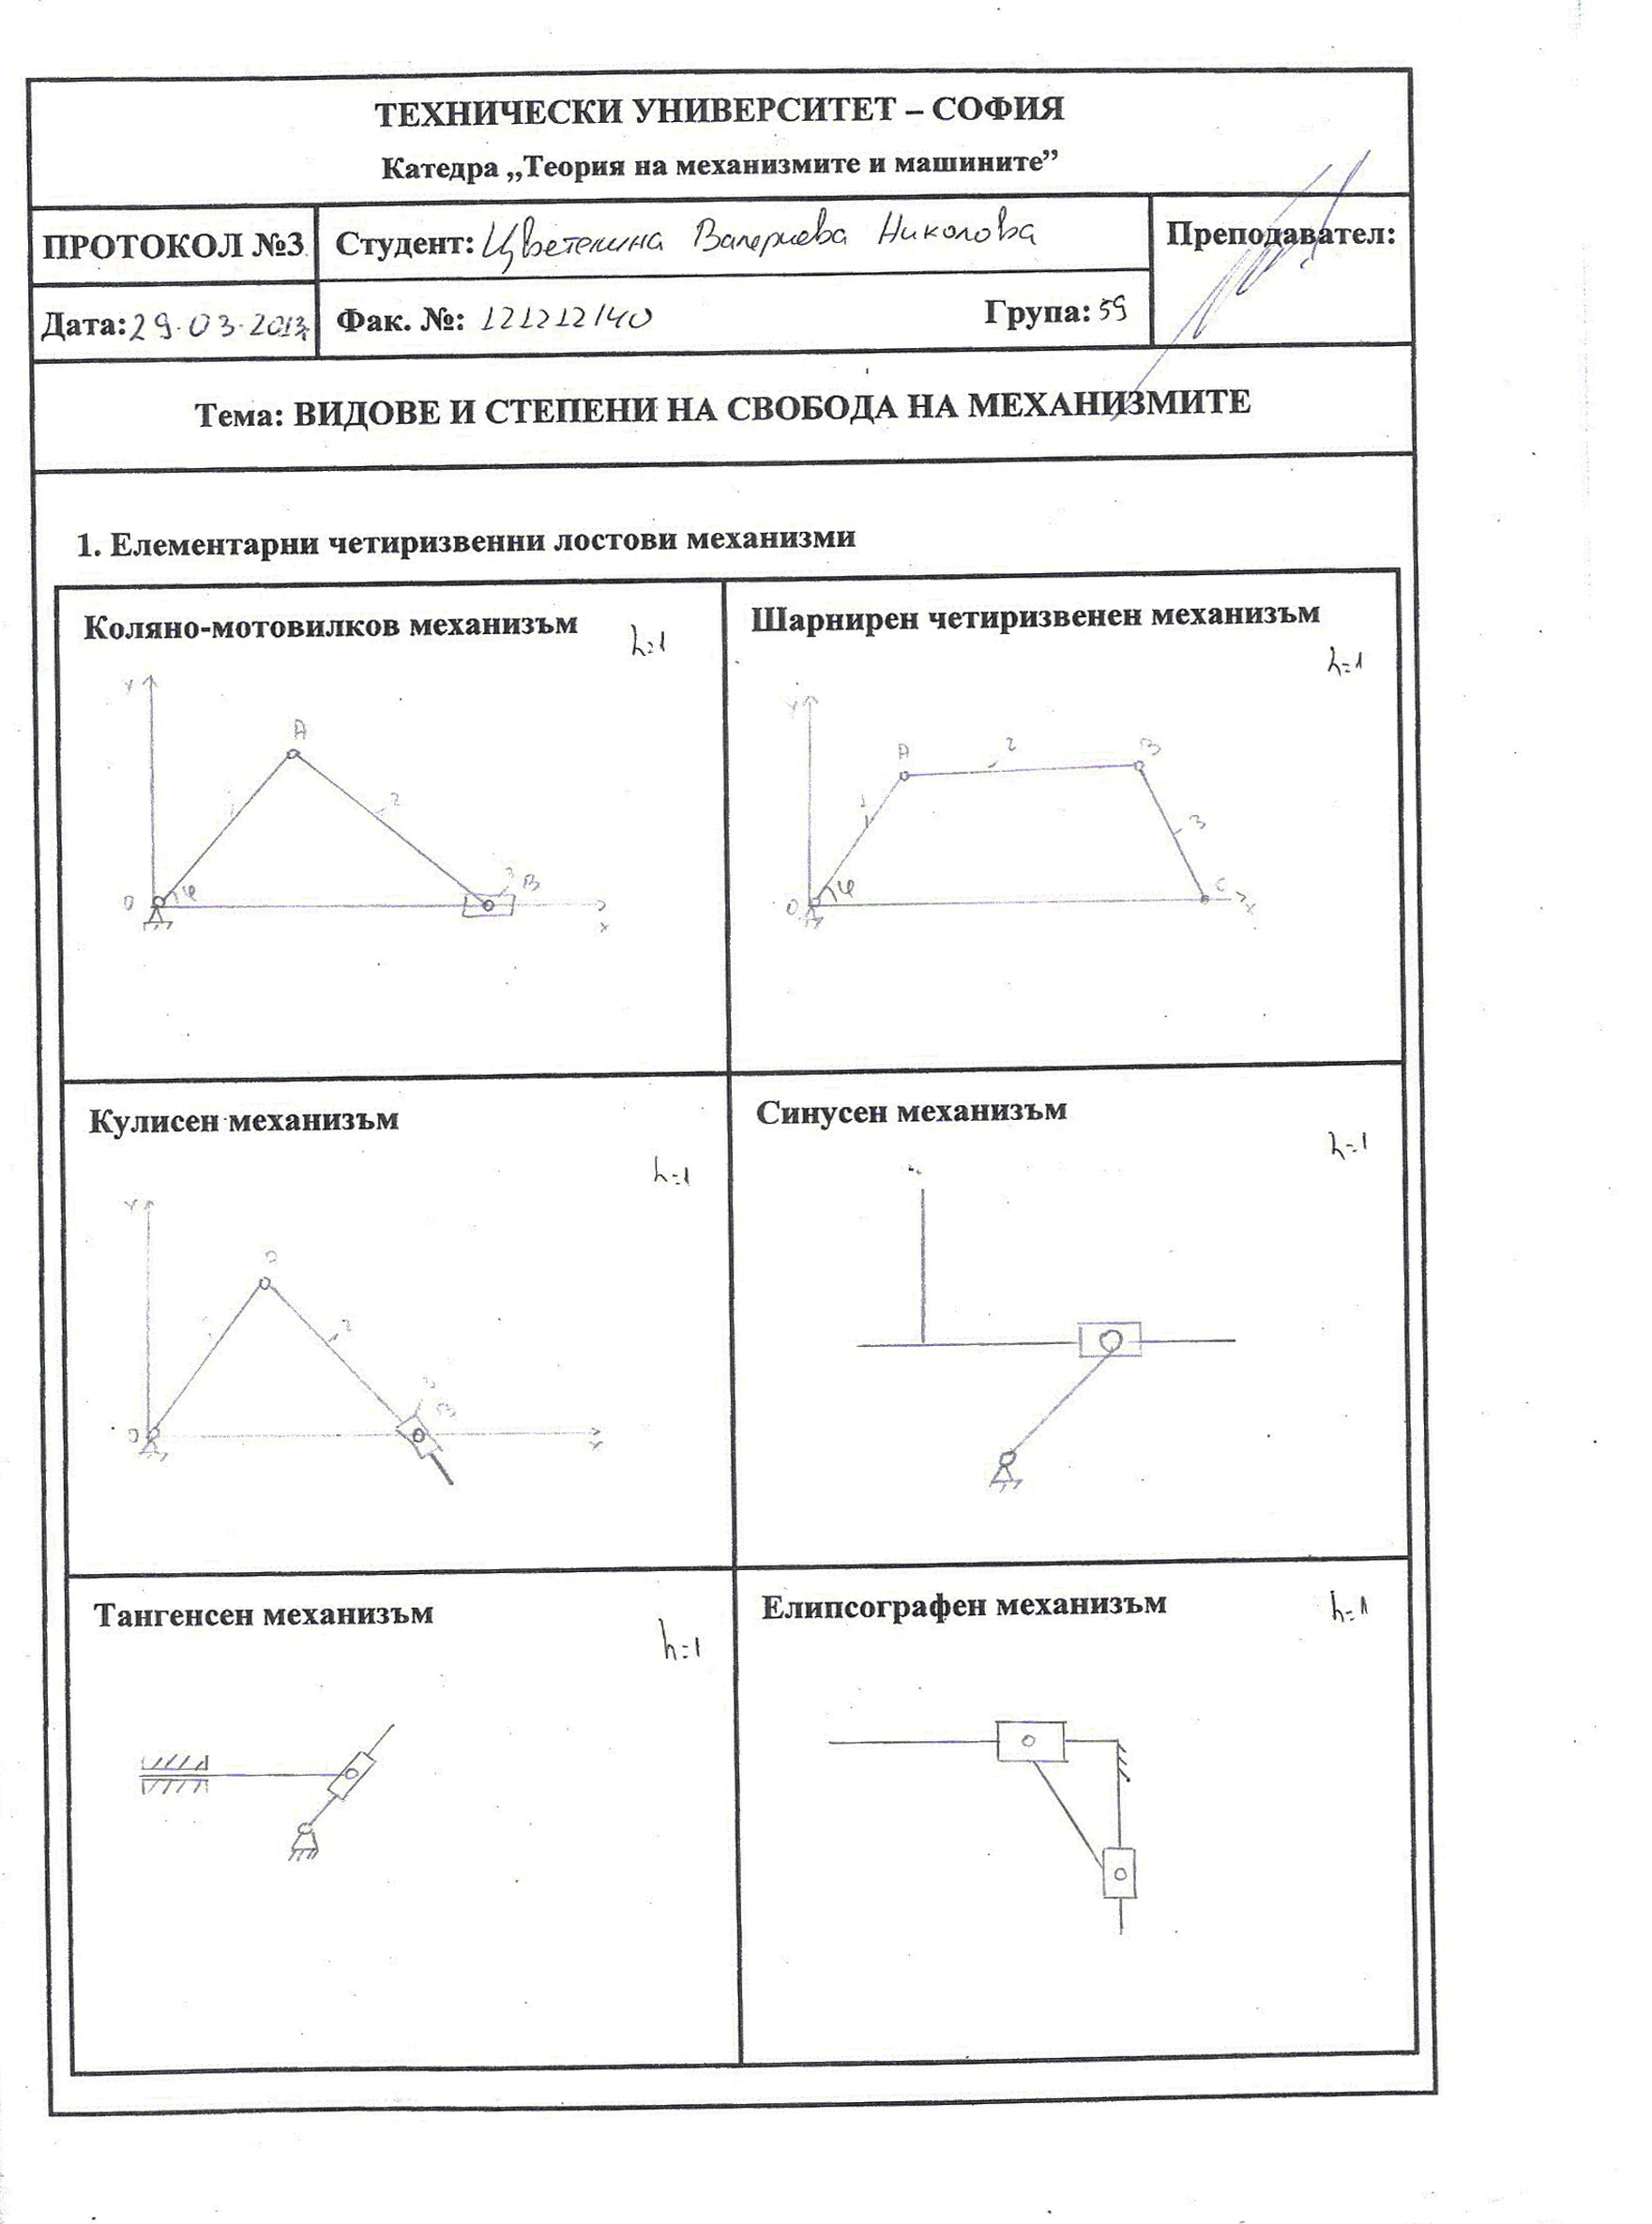 ТЕХНИЧЕСКИ УНИВЕРСИТЕТ – СОФИЯ
Катедра „Теория на механизмите и машините”
ПРОТОКОЛ №3
Студент: Цветелина Валериева Николова
Преподавател:
Дата: 29.03.2013
Фак. №: 121212140
Група: 59
Тема: ВИДОВЕ И СТЕПЕНИ НА СВОБОДА НА МЕХАНИЗМИТЕ
1. Елементарни четиризвенни лостови механизми
Коляно-мотовилков механизъм
h=1
y
A
1
2
3 B
0
φ
x
Шарнирен четиризвенен механизъм
h=1
y
A
2
B
1
3
0
φ
C
x
Кулисен механизъм
h=1
y
2
3
B
0
x
Синусен механизъм
h=1
Тангенсен механизъм
h=1
Елипсографен механизъм
h=1